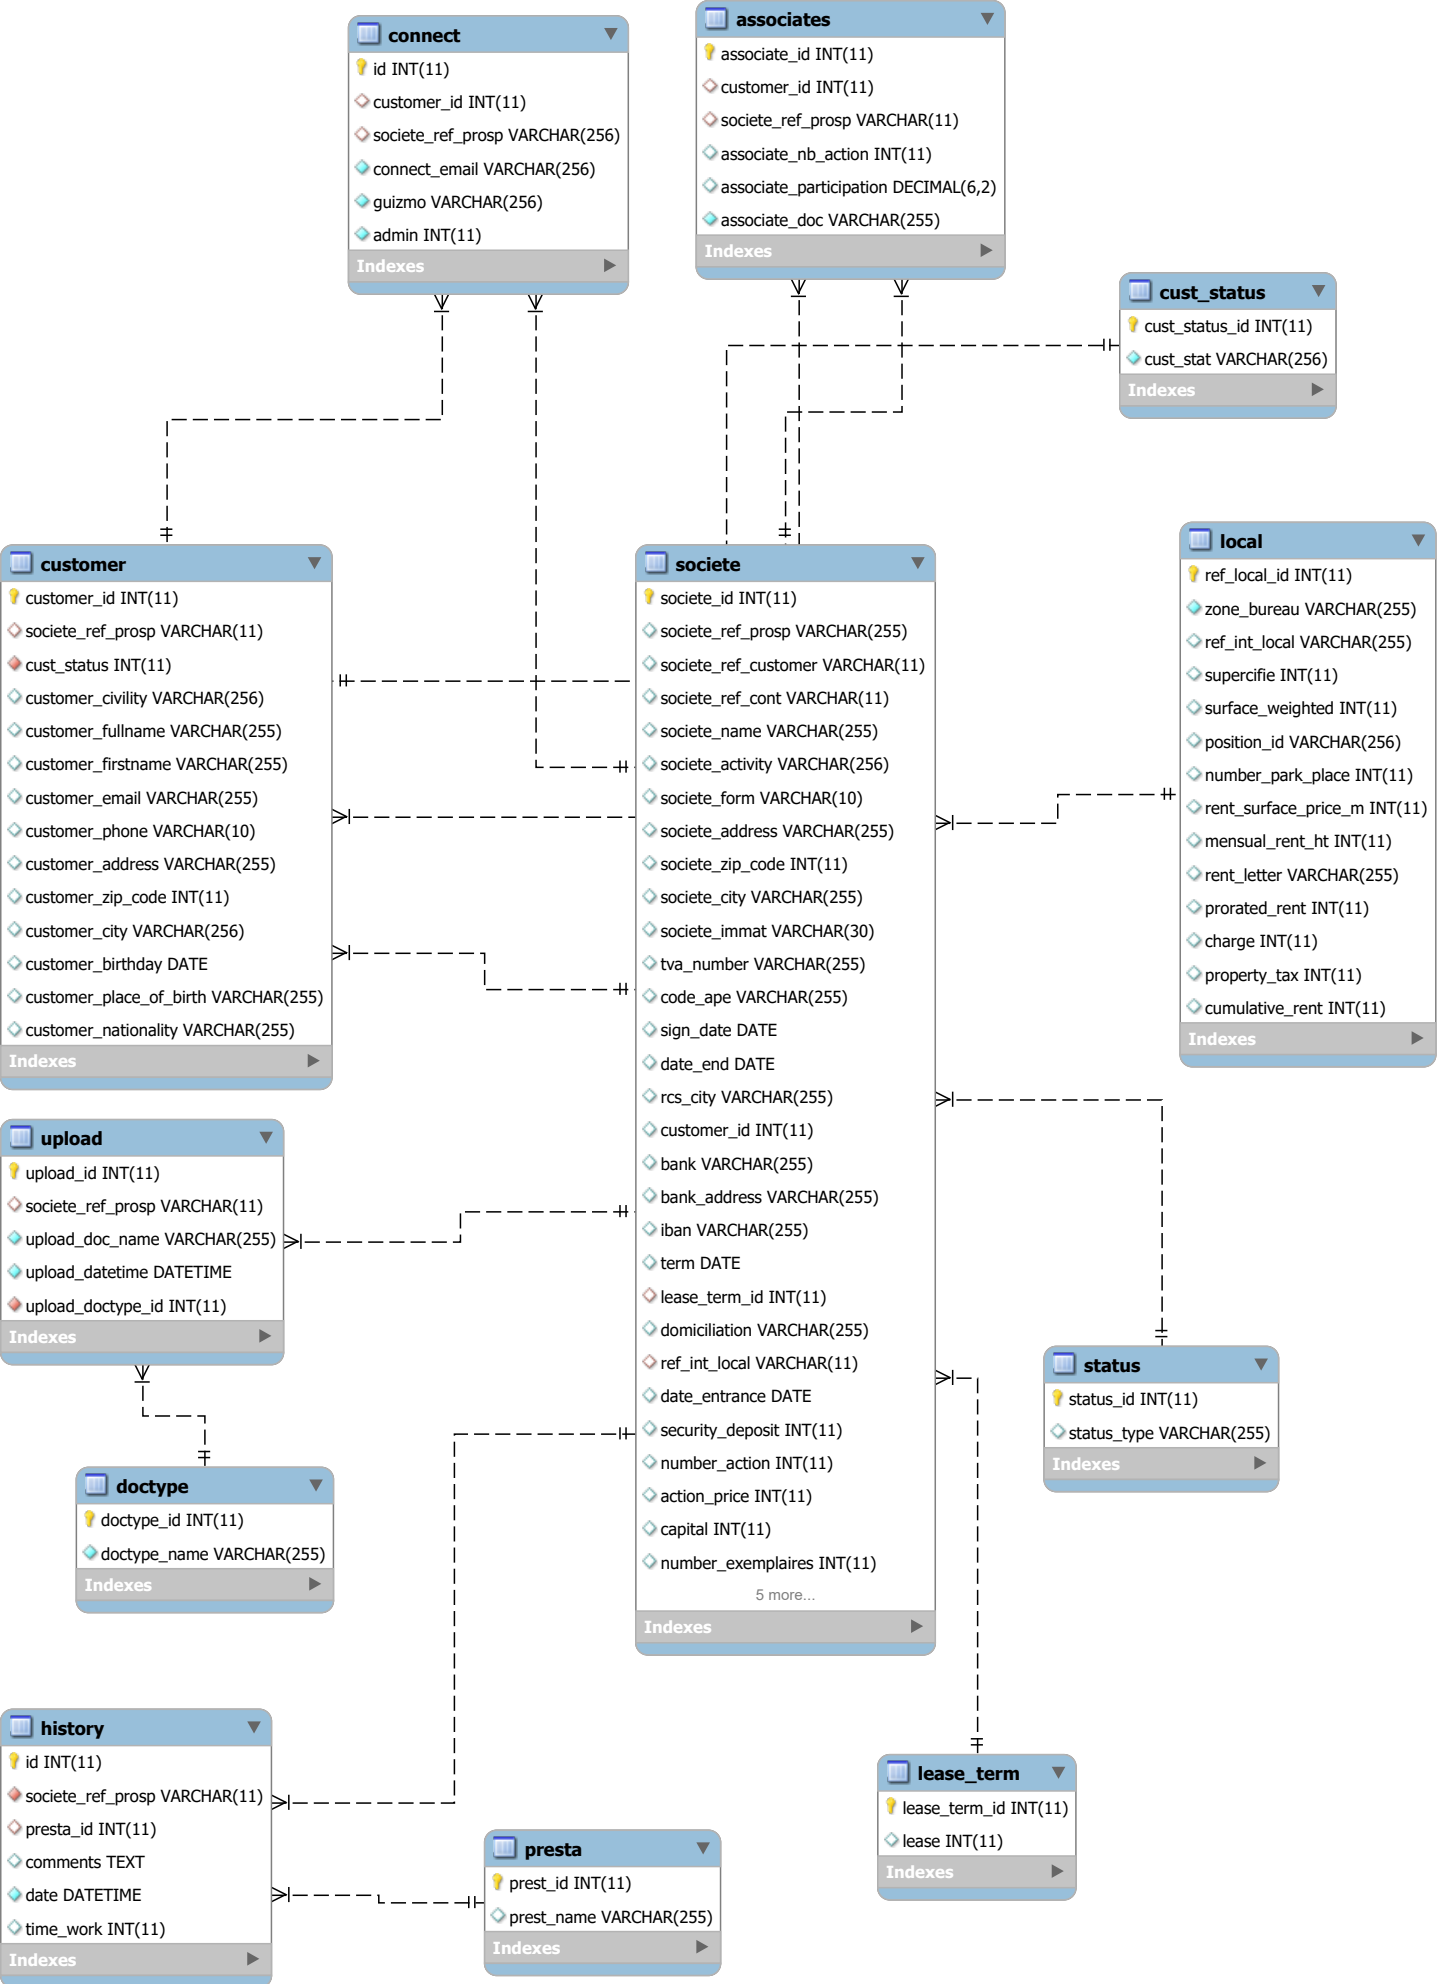 connect
id INT(11)
customer_id INT(11)
societe_ref_prosp VARCHAR(256)
connect_email VARCHAR(256)
guizmo VARCHAR(256)
admin INT(11)
Indexes
associates
associate_id INT(11)
customer_id INT(11)
societe_ref_prosp VARCHAR(11)
associate_nb_action INT(11)
associate_participation DECIMAL(6,2)
associate_doc VARCHAR(255)
Indexes
cust_status
cust_status_id INT(11)
cust_stat VARCHAR(256)
Indexes
customer
customer_id INT(11)
societe_ref_prosp VARCHAR(11)
cust_status INT(11)
customer_civility VARCHAR(256)
customer_fullname VARCHAR(255)
customer_firstname VARCHAR(255)
customer_email VARCHAR(255)
customer_phone VARCHAR(10)
customer_address VARCHAR(255)
customer_zip_code INT(11)
customer_city VARCHAR(256)
customer_birthday DATE
customer_place_of_birth VARCHAR(255)
customer_nationality VARCHAR(255)
Indexes
societe
societe_id INT(11)
societe_ref_prosp VARCHAR(255)
societe_ref_customer VARCHAR(11)
societe_ref_cont VARCHAR(11)
societe_name VARCHAR(255)
societe_activity VARCHAR(256)
societe_form VARCHAR(10)
societe_address VARCHAR(255)
societe_zip_code INT(11)
societe_city VARCHAR(255)
societe_immat VARCHAR(30)
tva_number VARCHAR(255)
code_ape VARCHAR(255)
sign_date DATE
date_end DATE
rcs_city VARCHAR(255)
customer_id INT(11)
bank VARCHAR(255)
bank_address VARCHAR(255)
iban VARCHAR(255)
term DATE
lease_term_id INT(11)
domiciliation VARCHAR(255)
ref_int_local VARCHAR(11)
date_entrance DATE
security_deposit INT(11)
number_action INT(11)
action_price INT(11)
capital INT(11)
number_exemplaires INT(11)
5 more...
Indexes
local
ref_local_id INT(11)
zone_bureau VARCHAR(255)
ref_int_local VARCHAR(255)
supercifie INT(11)
surface_weighted INT(11)
position_id VARCHAR(256)
number_park_place INT(11)
rent_surface_price_m INT(11)
mensual_rent_ht INT(11)
rent_letter VARCHAR(255)
prorated_rent INT(11)
charge INT(11)
property_tax INT(11)
cumulative_rent INT(11)
Indexes
upload
upload_id INT(11)
societe_ref_prosp VARCHAR(11)
upload_doc_name VARCHAR(255)
upload_datetime DATETIME
upload_doctype_id INT(11)
Indexes
status
status_id INT(11)
status_type VARCHAR(255)
Indexes
doctype
doctype_id INT(11)
doctype_name VARCHAR(255)
Indexes
history
id INT(11)
societe_ref_prosp VARCHAR(11)
presta_id INT(11)
comments TEXT
date DATETIME
time_work INT(11)
Indexes
presta
prest_id INT(11)
prest_name VARCHAR(255)
Indexes
lease_term
lease_term_id INT(11)
lease INT(11)
Indexes